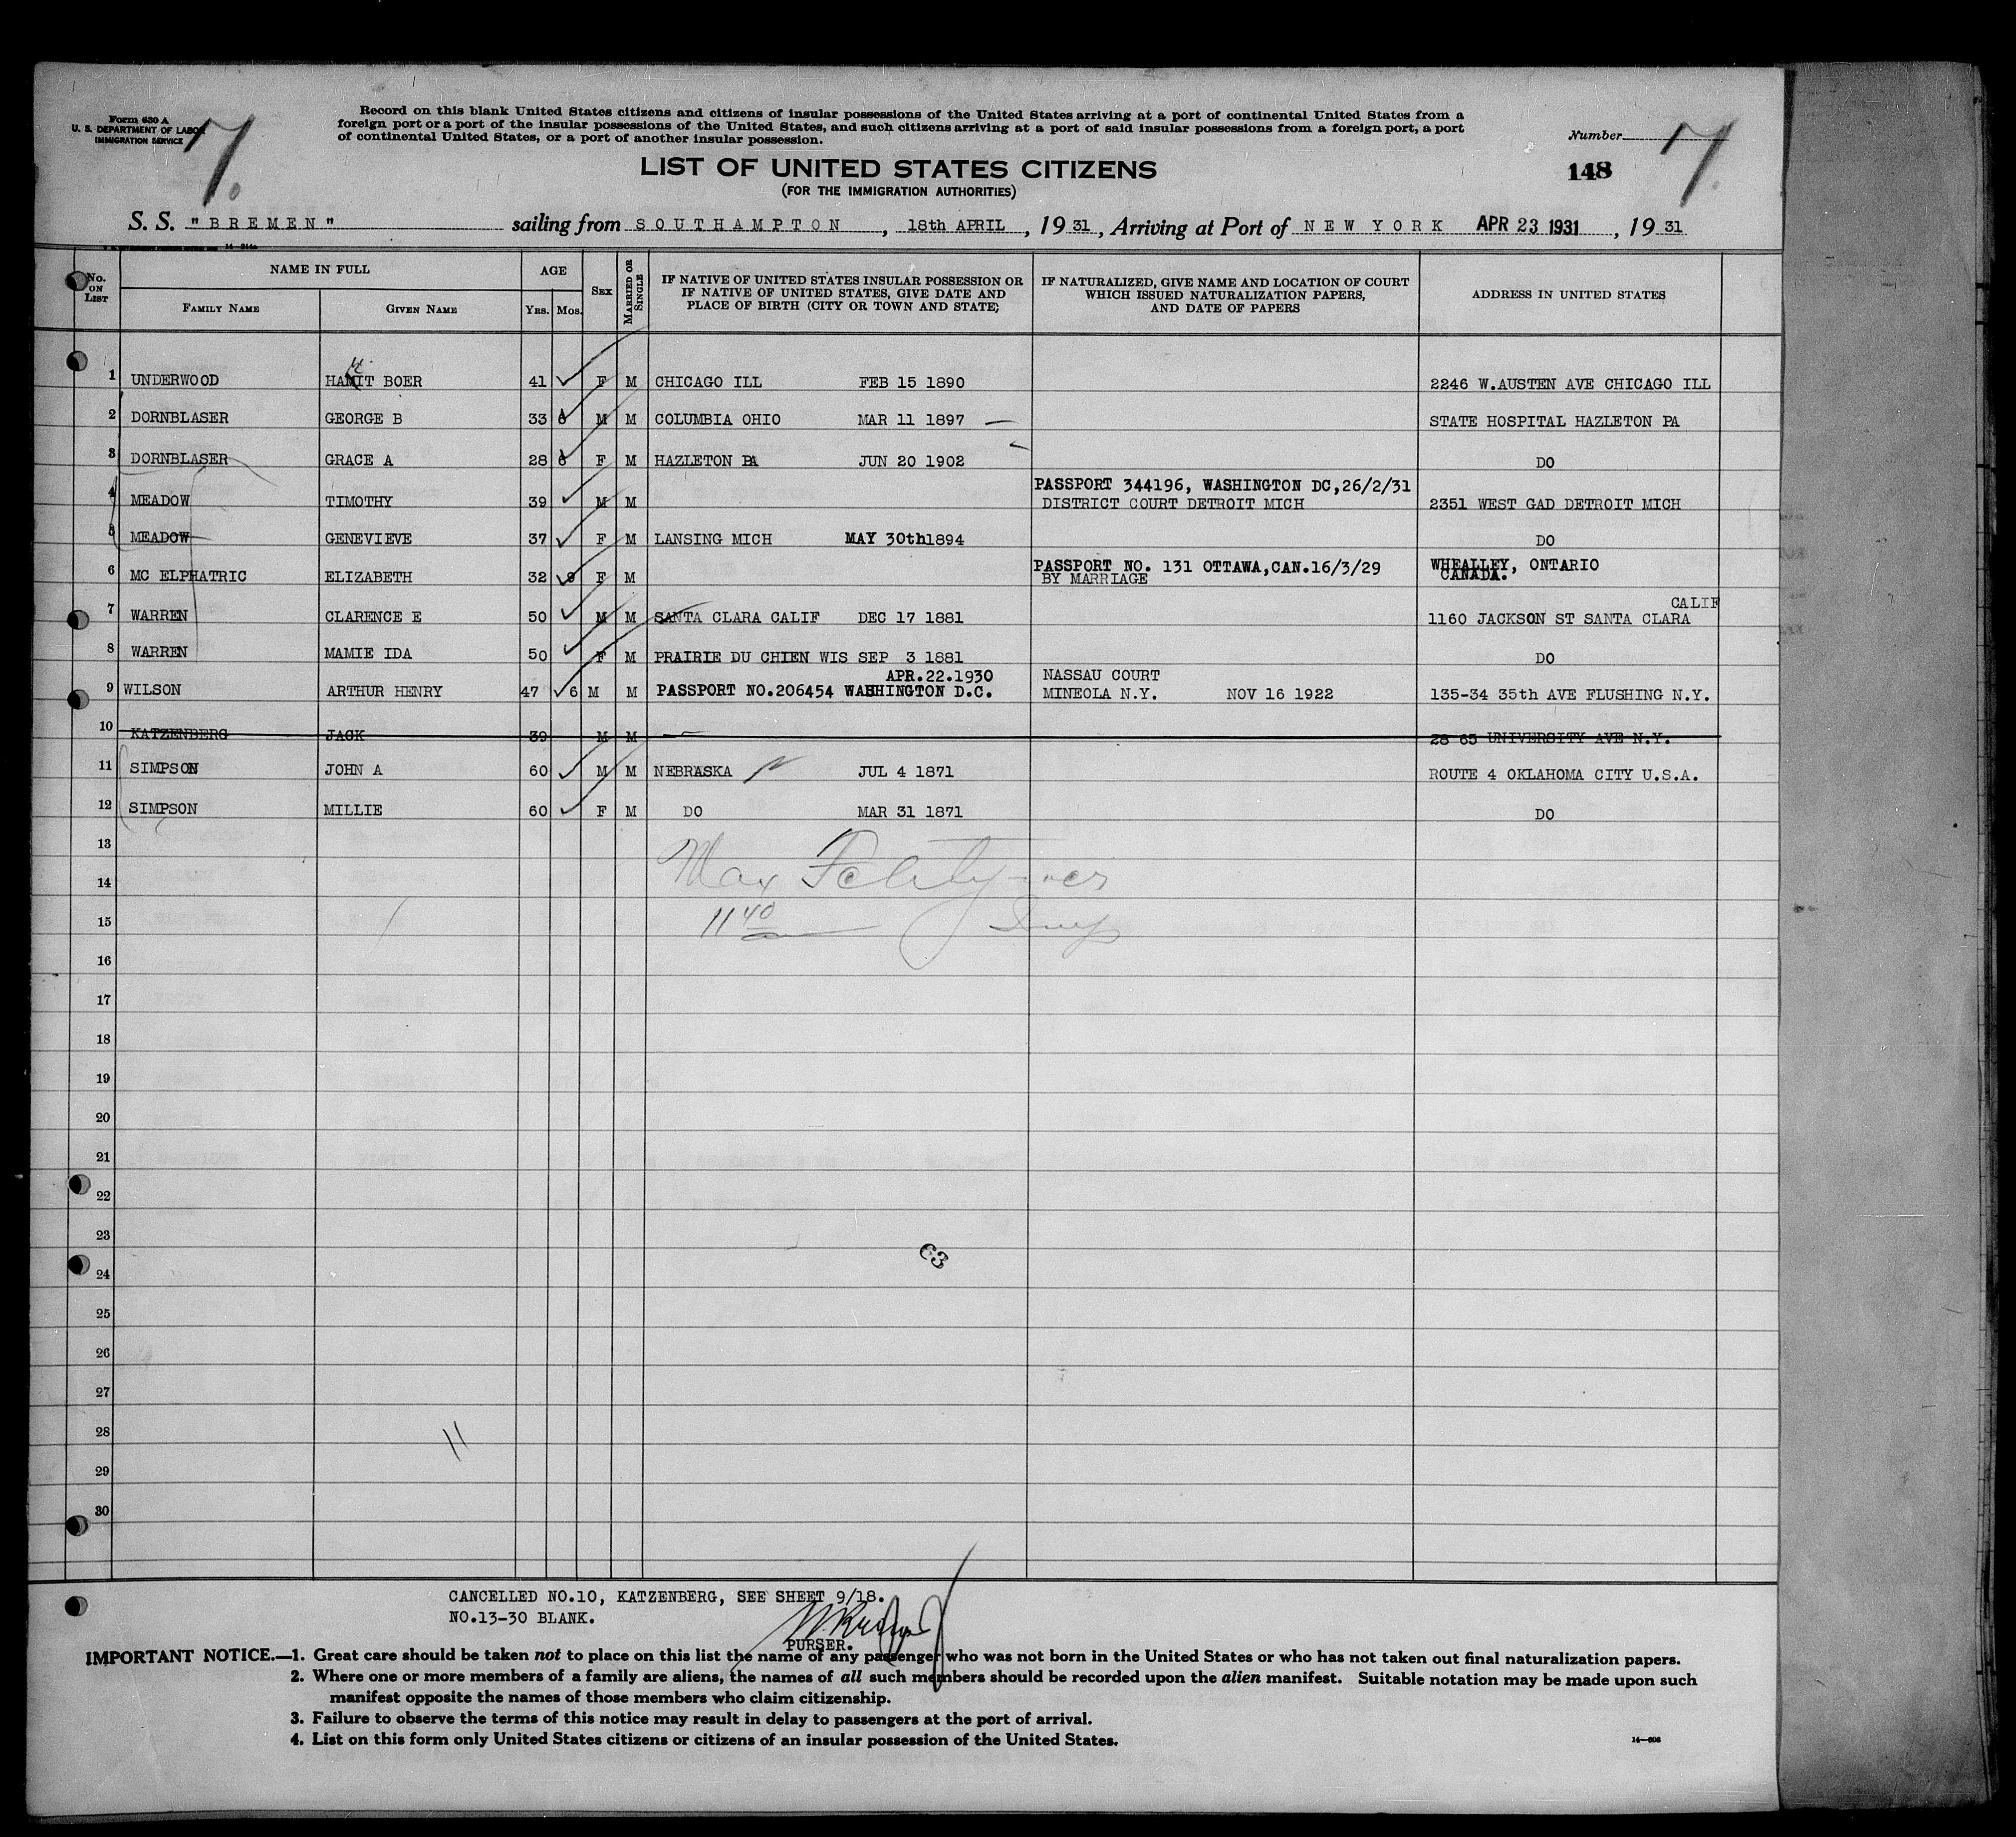 Form 630 A
U. S. DEPARTMENT OF LABOR
IMMIGRATION SERVICE
7.
Record on this blank United States citizens and citizens of insular possessions of the United States arriving at a port of continental United States from a
foreign port or a port of the insular possessions of the United States, and such citizens arriving at a port of said insular possessions from a foreign port, a port
of continental United States, or a port of another insular possession.
Number 7.
148
LIST OF UNITED STATES CITIZENS
(FOR THE IMMIGRATION AUTHORITIES)
S. S. "BREMEN" sailing from SOUTHAMPTON, 18th APRIL, 1931, Arriving at Port of NEW YORK APR 23 1931, 1931
No. ON LIST NAME IN FULL FAMILY NAME GIVEN NAME AGE YRS. MOS. SEX MARRIED OR SINGLE IF NATIVE OF UNITED STATES INSULAR POSSESSION OR IF NATIVE OF UNITED STATES, GIVE DATE AND PLACE OF BIRTH (CITY OR TOWN AND STATE) IF NATURALIZED, GIVE NAME AND LOCATION OF COURT WHICH ISSUED NATURALIZATION PAPERS, AND DATE OF PAPERS ADDRESS IN UNITED STATES
1 UNDERWOOD HAMIT BOER 41 F M CHICAGO ILL FEB 15 1890 2246 W.AUSTEN AVE CHICAGO ILL
2 DORNBLASER GEORGE B 33 6 M M COLUMBIA OHIO MAR 11 1897 — STATE HOSPITAL HAZLETON PA
3 DORNBLASER GRACE A 28 6 F M HAZLETON PA JUN 20 1902 DO
PASSPORT 344196, WASHINGTON DC,26/2/31
4 MEADOW TIMOTHY 39 M M DISTRICT COURT DETROIT MICH 2351 WEST GAD DETROIT MICH
5 MEADOW GENEVIEVE 37 F M LANSING MICH MAY 30th1894 DO
PASSPORT NO. 131 OTTAWA,CAN.16/3/29 WHEALLEY, ONTARIO
6 MC ELPHATRIC ELIZABETH 32 9 F M BY MARRIAGE CANADA.
CALIF
7 WARREN CLARENCE E 50 M M SANTA CLARA CALIF DEC 17 1881 1160 JACKSON ST SANTA CLARA
8 WARREN MAMIE IDA 50 F M PRAIRIE DU CHIEN WIS SEP 3 1881 DO
APR.22.1930 NASSAU COURT
9 WILSON ARTHUR HENRY 47 6 M M PASSPORT NO.206454 WASHINGTON D.C. MINEOLA N.Y. NOV 16 1922 135-34 35th AVE FLUSHING N.Y.
10 KATZENBERG JACK 39 M M 28 65 UNIVERSITY AVE N.Y.
11 SIMPSON JOHN A 60 M M NEBRASKA JUL 4 1871 ROUTE 4 OKLAHOMA CITY U.S.A.
12 SIMPSON MILLIE 60 F M DO MAR 31 1871 DO
13
Max
14
11 40
15
16
17
18
19
20
21
22
23
63
24
25
26
27
28
11
29
30
CANCELLED NO.10, KATZENBERG, SEE SHEET 9/18.
NO.13-30 BLANK.
PURSER.
IMPORTANT NOTICE.—1. Great care should be taken not to place on this list the name of any passenger who was not born in the United States or who has not taken out final naturalization papers.
2. Where one or more members of a family are aliens, the names of all such members should be recorded upon the alien manifest. Suitable notation may be made upon such
manifest opposite the names of those members who claim citizenship.
3. Failure to observe the terms of this notice may result in delay to passengers at the port of arrival.
4. List on this form only United States citizens or citizens of an insular possession of the United States.